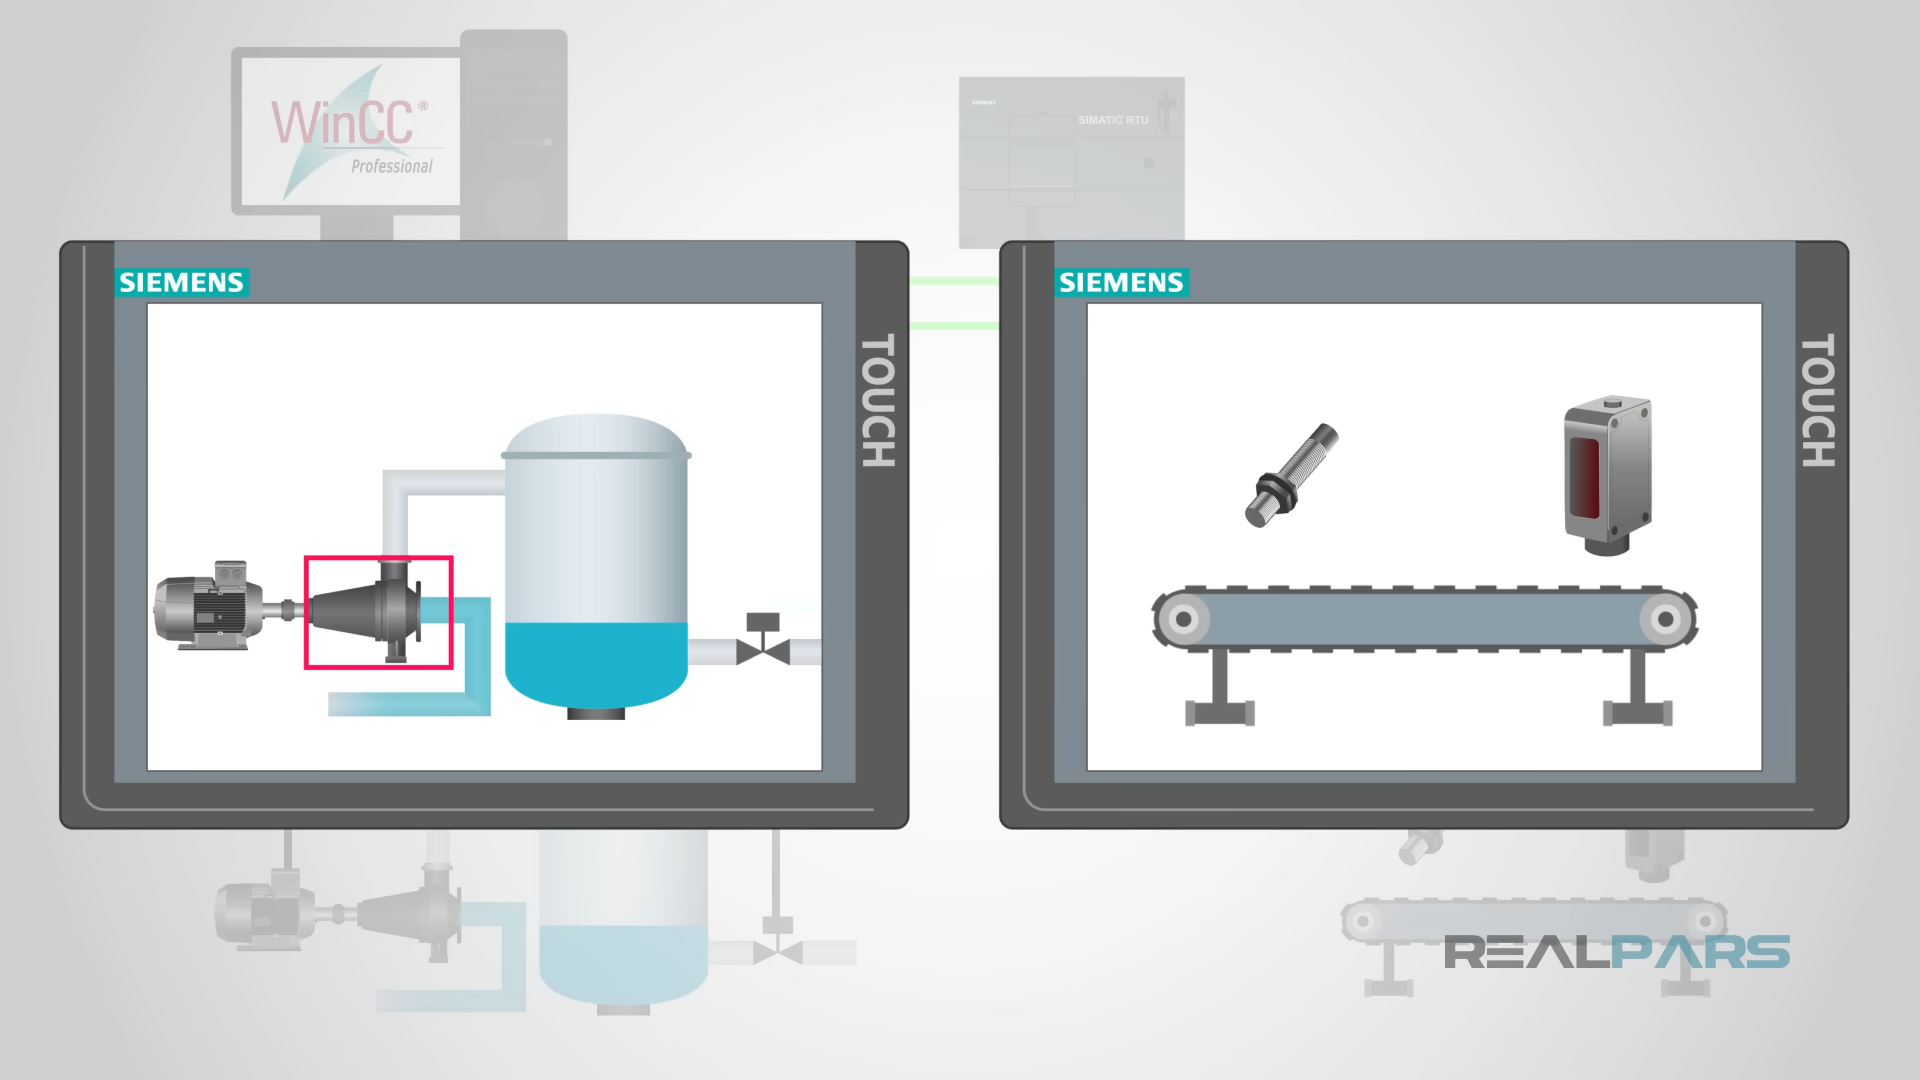 WinCC®
Professional
SIEMENS
SIMATIC RTU
SIEMENS
TOUCH
SIEMENS
TOUCH
REALPARS